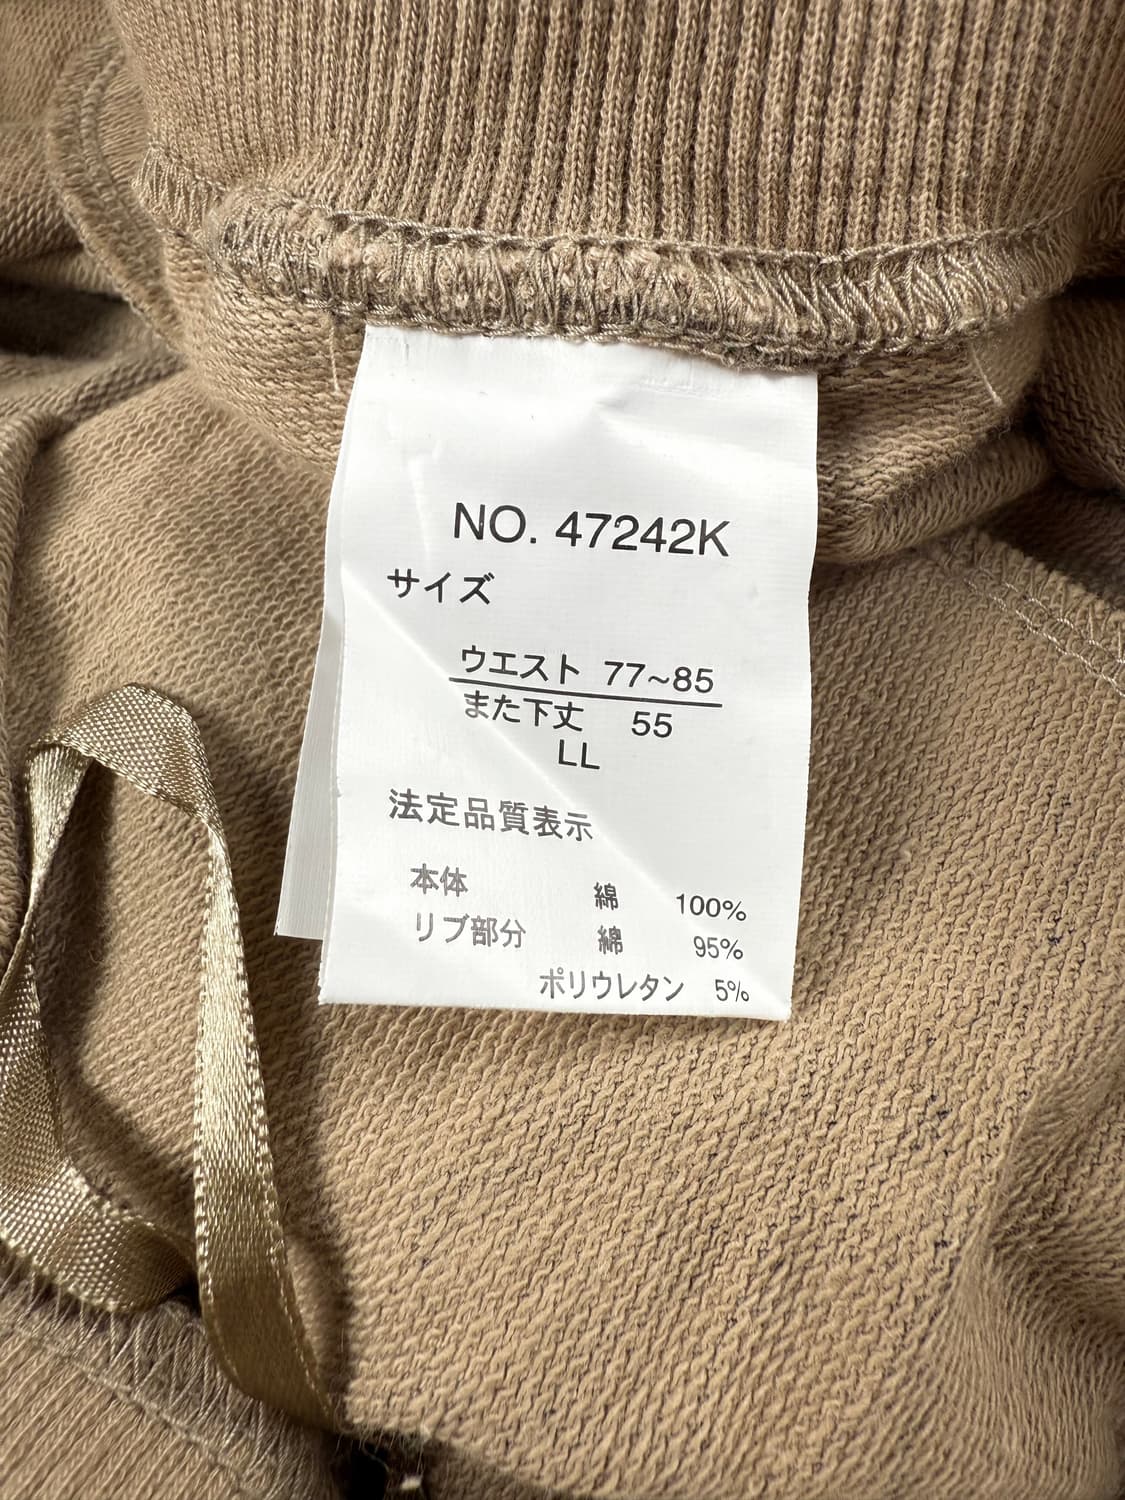 NO. 47242K
サイズ
ウエスト 77~85
また下丈 55
LL
法定品質表示
本体 綿 100%
リブ部分 綿 95%
ポリウレタン 5%